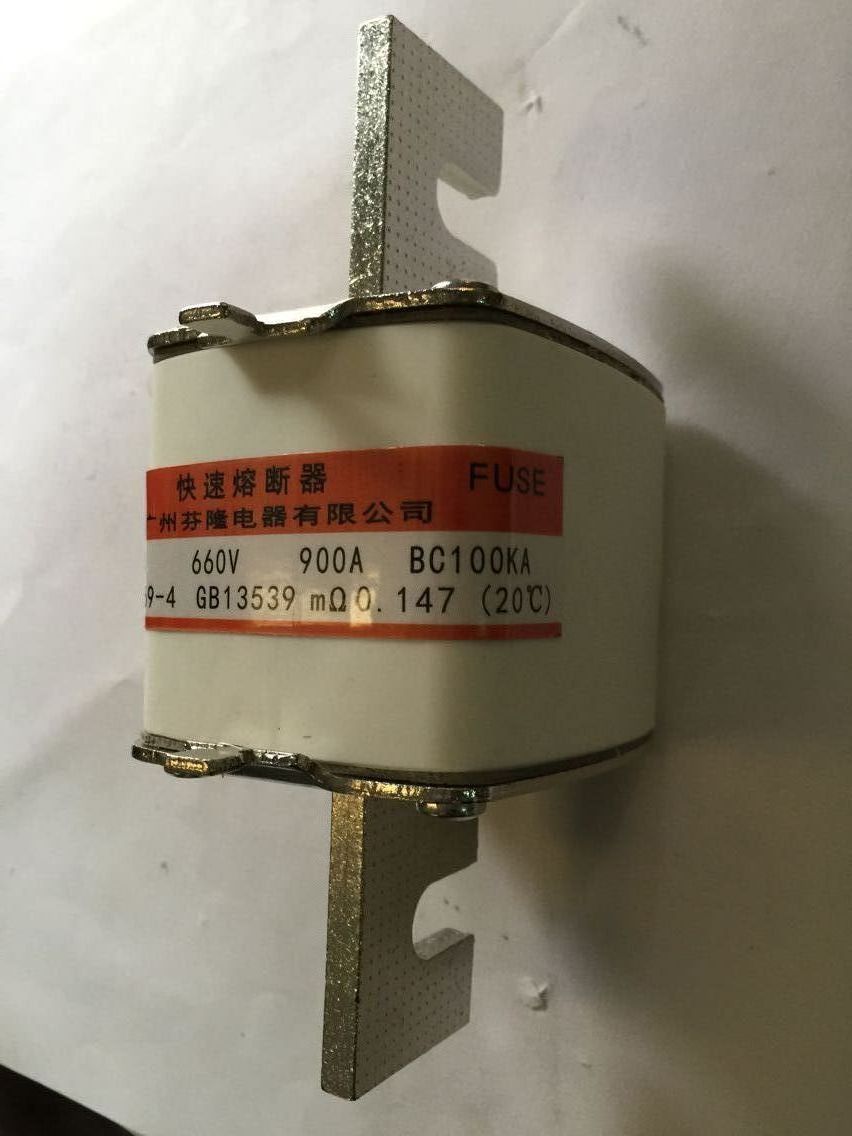 快速熔断器 FUSE
广州芬隆电器有限公司
660V 900A BC100KA
9-4 GB13539 mΩ0.147 (20℃)